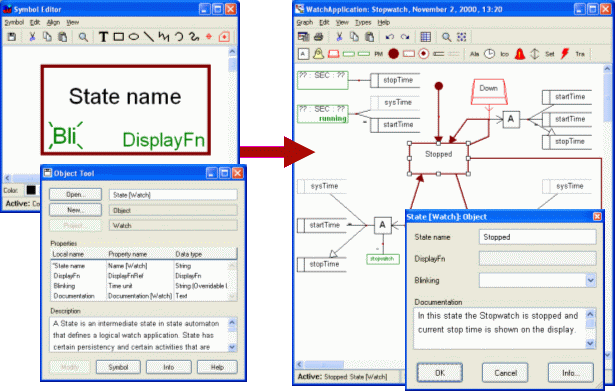 Symbol Editor
Symbol Edit Align View
T
State name
Bli
DisplayFn
Color:
Active: Co
Object Tool
Open... State [Watch]
New... Object
Project Watch
Properties
Local name Property name Data type
*State name Name [Watch] String
DisplayFn DisplayFnRef DisplayFn
Blinking Time unit String (Overridable L
Documentation Documentation [Watch] Text
Description
A State is an intermediate state in state automaton
that defines a logical watch application. State has
certain persistency and certain activities that are
Modify Symbol Info Help
WatchApplication: Stopwatch, November 2, 2000, 13:20
Graph Edit View Types Help
A PM Ala Ico Set Tra
?? : SEC : ??
stopTime
Down
startTime
sysTime
?? : SEC : ??
running
startTime
A
startTime
stopTime
Stopped
sysTime
sysTime
startTime
A
stopTime
stopwatch
Active: Stopped: State [Watch]
State [Watch]: Object
State name Stopped
DisplayFn
Blinking
Documentation
In this state the Stopwatch is stopped and
current stop time is shown on the display.
OK Cancel Info...